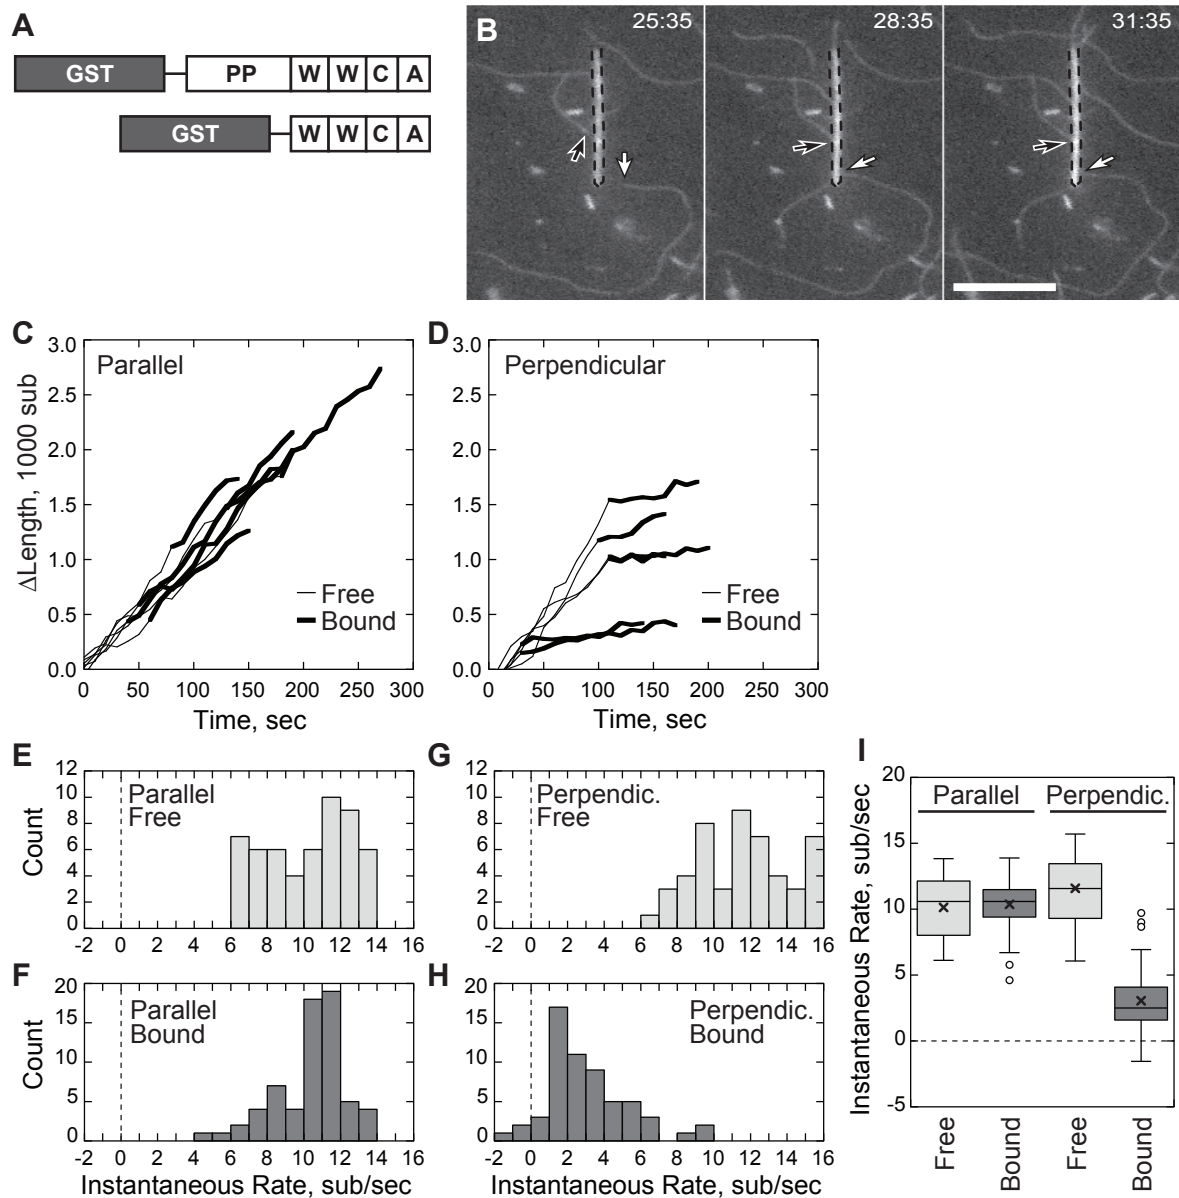 A
GST PP W W C A
GST W W C A
B
25:35
28:35
31:35
C
3.0
2.5
2.0
1.5
1.0
0.5
0.0
ΔLength, 1000 sub
Parallel
Free
Bound
0 50 100 150 200 250 300
Time, sec
D
3.0
2.5
2.0
1.5
1.0
0.5
0.0
Perpendicular
Free
Bound
0 50 100 150 200 250 300
Time, sec
E
12
10
8
6
4
2
0
Count
Parallel
Free
-2 0 2 4 6 8 10 12 14 16
G
12
10
8
6
4
2
0
Perpendic.
Free
-2 0 2 4 6 8 10 12 14 16
F
20
15
10
5
0
Count
Parallel
Bound
-2 0 2 4 6 8 10 12 14 16
Instantaneous Rate, sub/sec
H
20
15
10
5
0
Perpendic.
Bound
-2 0 2 4 6 8 10 12 14 16
Instantaneous Rate, sub/sec
I
20
15
10
5
0
-5
Instantaneous Rate, sub/sec
Parallel Perpendic.
Free
Bound
Free
Bound